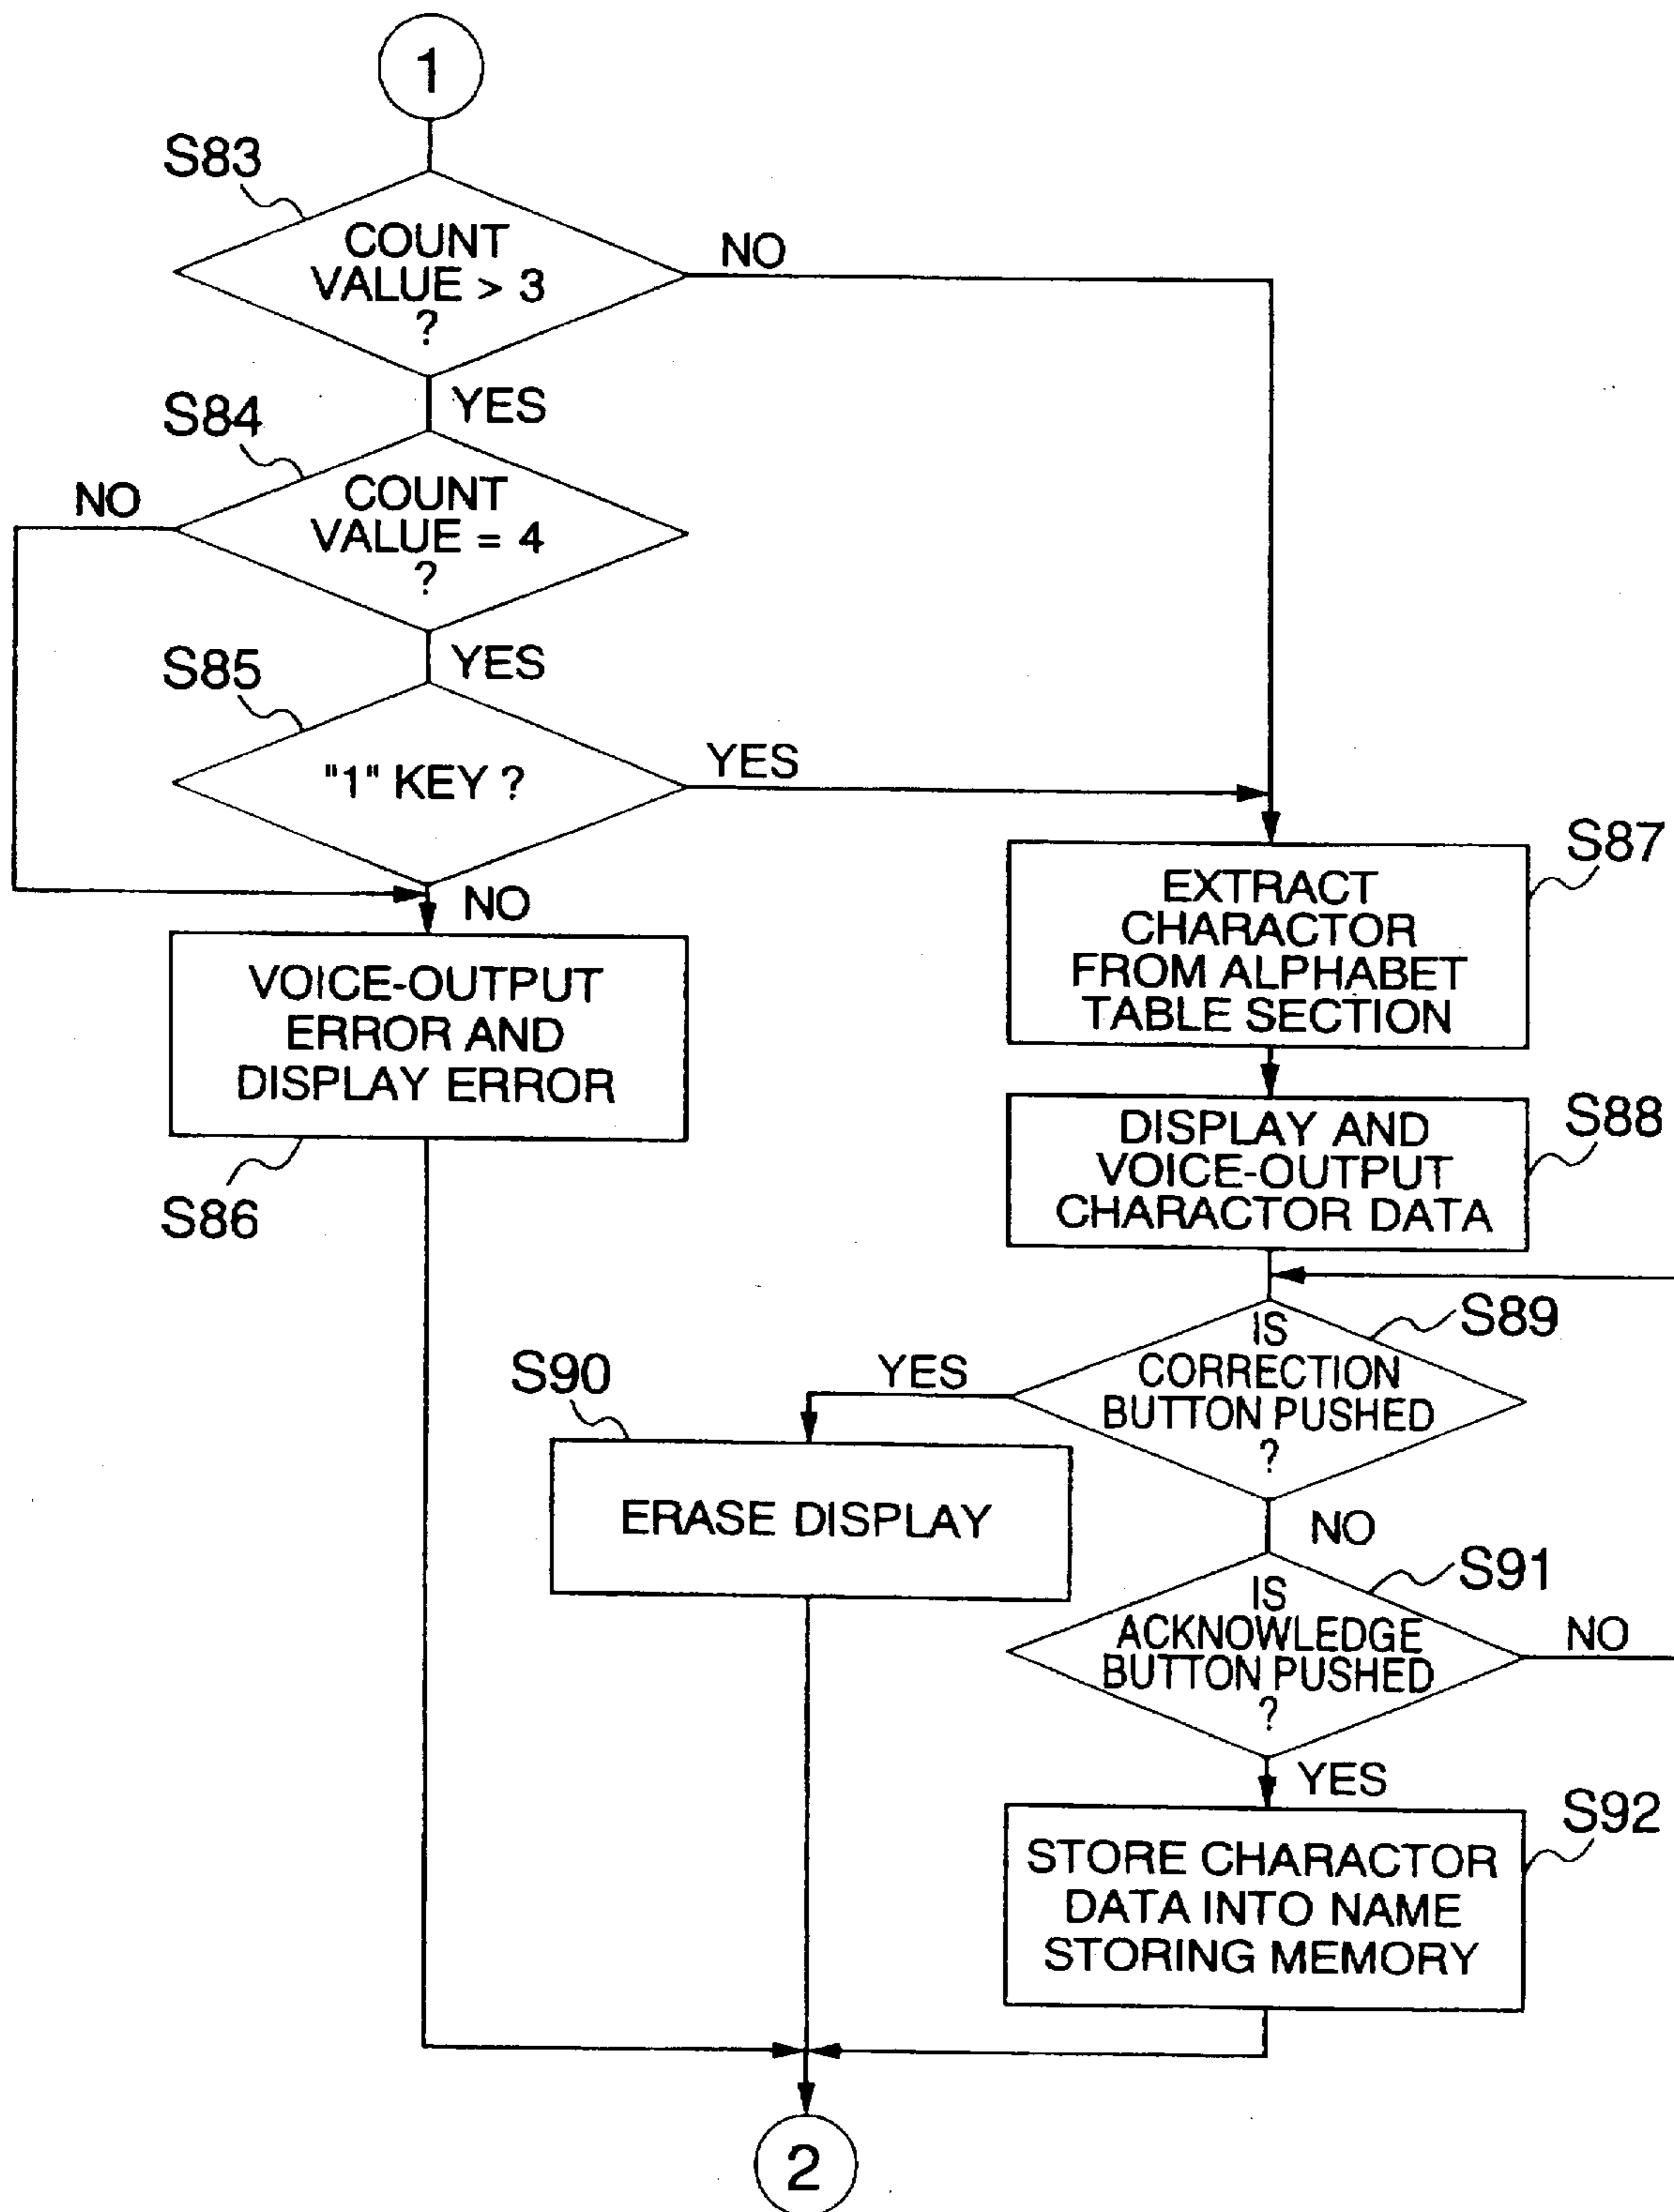 1
S83
COUNT
VALUE > 3
?
NO
YES
S84
COUNT
VALUE = 4
?
NO
YES
S85
"1" KEY ?
YES
NO
VOICE-OUTPUT
ERROR AND
DISPLAY ERROR
S86
S87
EXTRACT
CHARACTOR
FROM ALPHABET
TABLE SECTION
S88
DISPLAY AND
VOICE-OUTPUT
CHARACTOR DATA
S89
IS
CORRECTION
BUTTON PUSHED
?
YES
S90
ERASE DISPLAY
NO
S91
IS
ACKNOWLEDGE
BUTTON PUSHED
?
NO
YES
S92
STORE CHARACTOR
DATA INTO NAME
STORING MEMORY
2